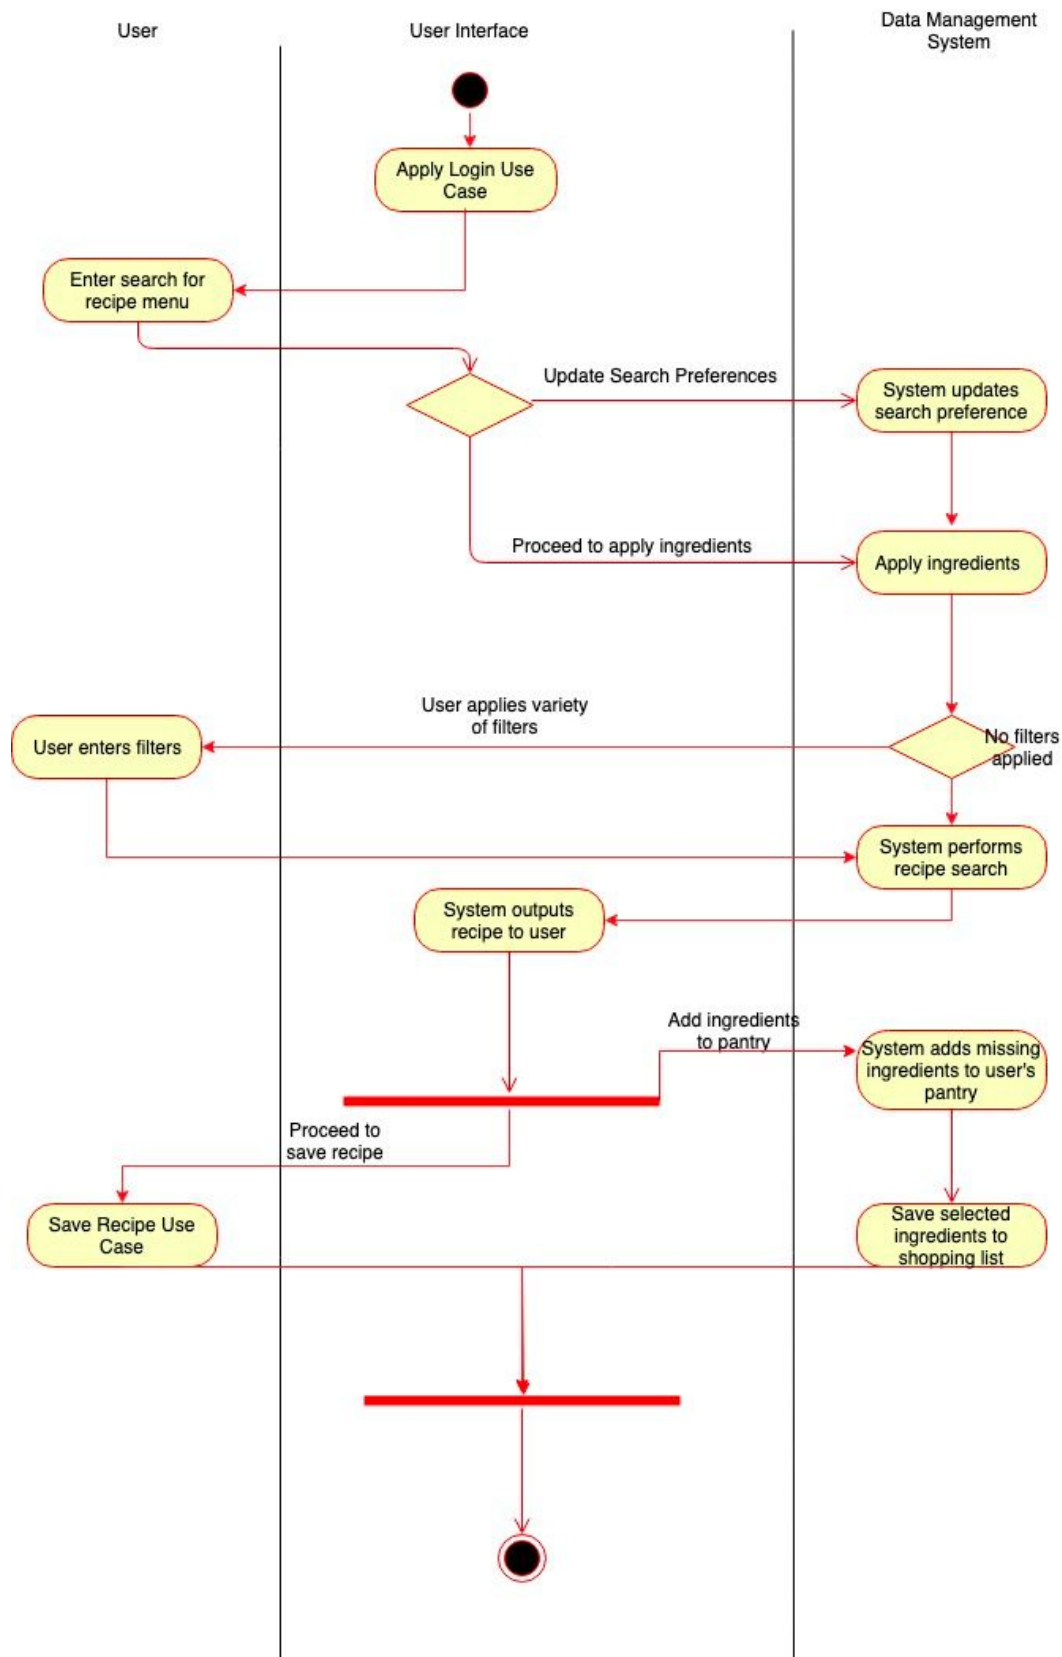 User
User Interface
Data Management
System
Apply Login Use
Case
Enter search for
recipe menu
Update Search Preferences
System updates
search preference
Proceed to apply ingredients
Apply ingredients
User applies variety
of filters
User enters filters
No filters
applied
System performs
recipe search
System outputs
recipe to user
Add ingredients
to pantry
System adds missing
ingredients to user's
pantry
Proceed to
save recipe
Save Recipe Use
Case
Save selected
ingredients to
shopping list